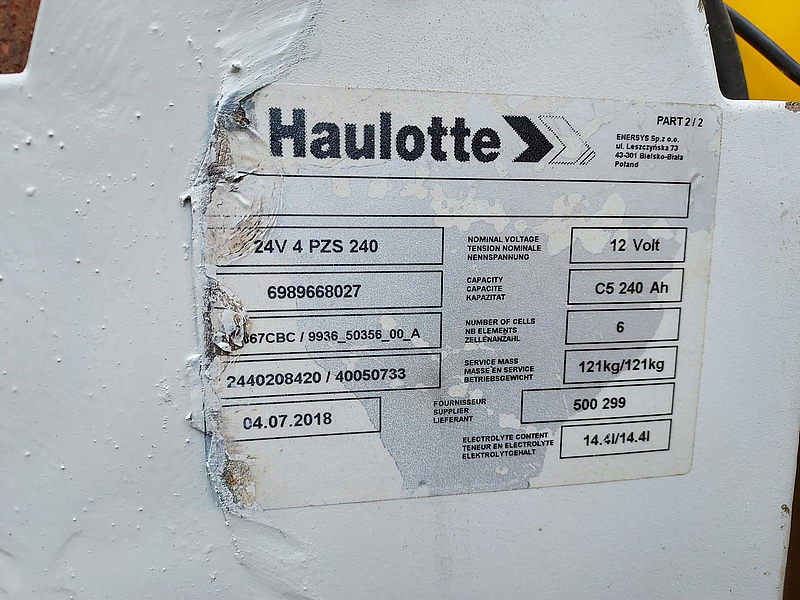 Haulotte
PART 2 / 2
ENERSYS Sp.z o.o.
ul. Leszczyńska 73
43-301 Bielsko-Biała
Poland
24V 4 PZS 240
NOMINAL VOLTAGE
TENSION NOMINALE
NENNSPANNUNG
12 Volt
6989668027
CAPACITY
CAPACITE
KAPAZITAT
C5 240 Ah
67CBC / 9936_50356_00_A
NUMBER OF CELLS
NB ELEMENTS
ZELLENANZAHL
6
2440208420 / 40050733
SERVICE MASS
MASSE EN SERVICE
BETRIEBSGEWICHT
121kg/121kg
04.07.2018
FOURNISSEUR
SUPPLIER
LIEFERANT
500 299
ELECTROLYTE CONTENT
TENEUR EN ELECTROLYTE
ELEKTROLYTGEHALT
14.4l/14.4l